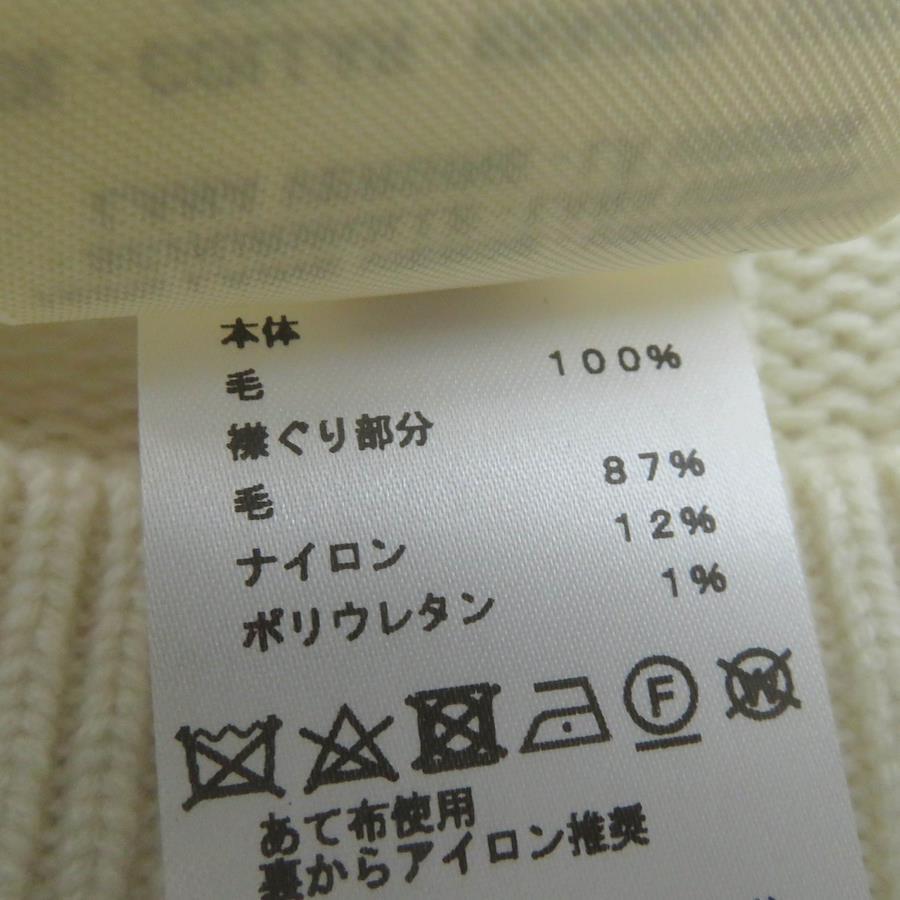 本体
毛 100%
襟ぐり部分
毛 87%
ナイロン 12%
ポリウレタン 1%
F W
あて布使用
裏からアイロン推奨